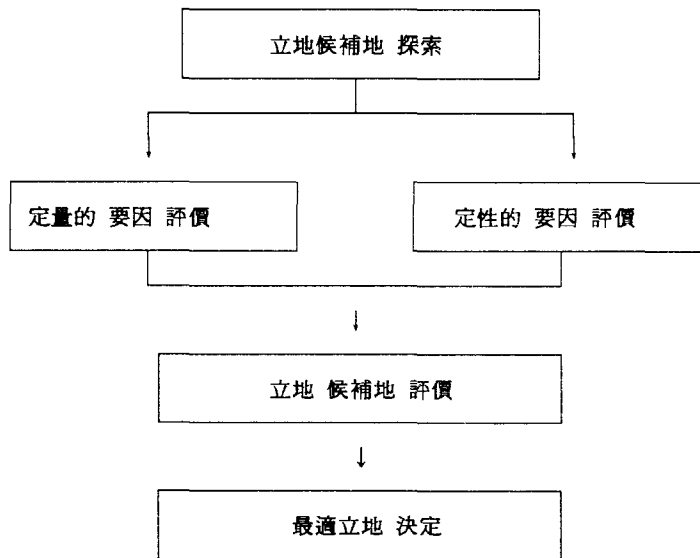 立地候補地 探索
定量的 要因 評價
定性的 要因 評價
立地 候補地 評價
最適立地 決定